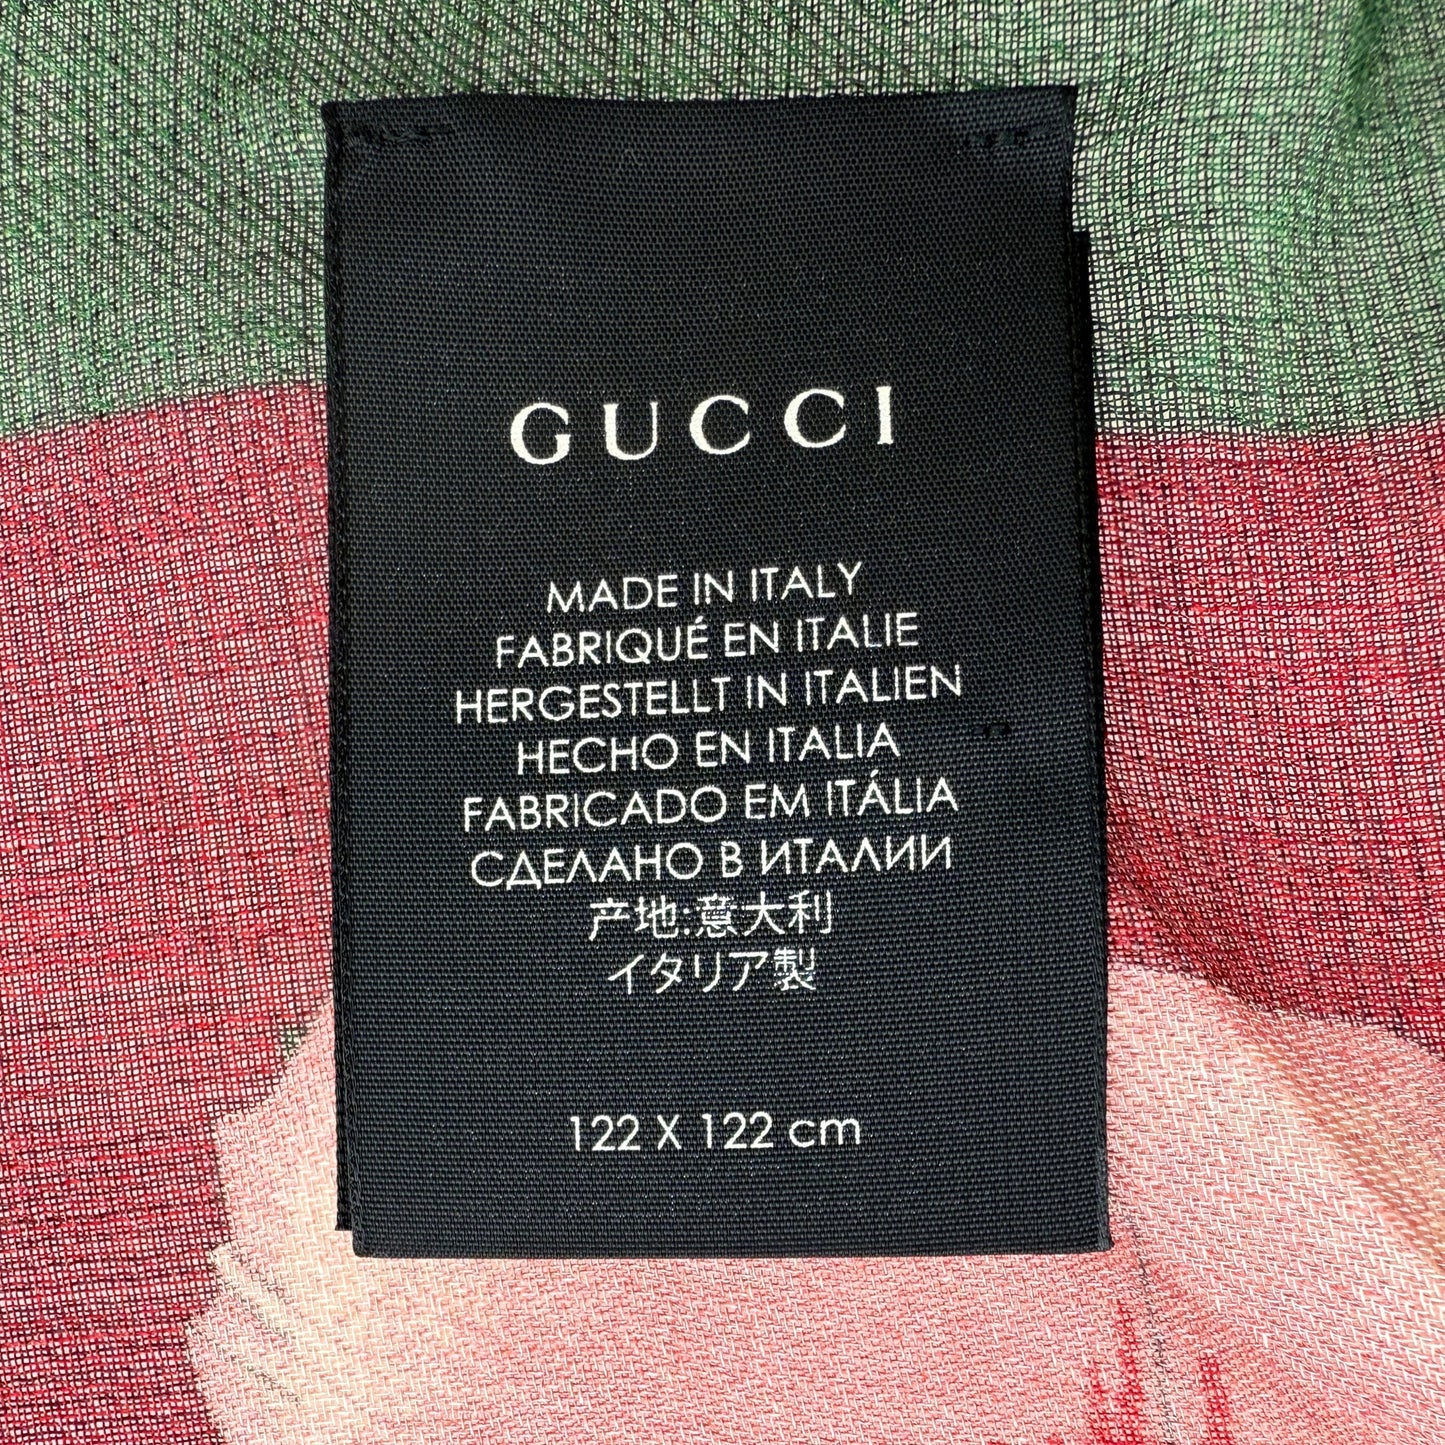 GUCCI
MADE IN ITALY
FABRIQUÉ EN ITALIE
HERGESTELLT IN ITALIEN
HECHO EN ITALIA
FABRICADO EM ITÁLIA
СДЕЛАНО В ИТАЛИИ
产地:意大利
イタリア製
122 X 122 cm